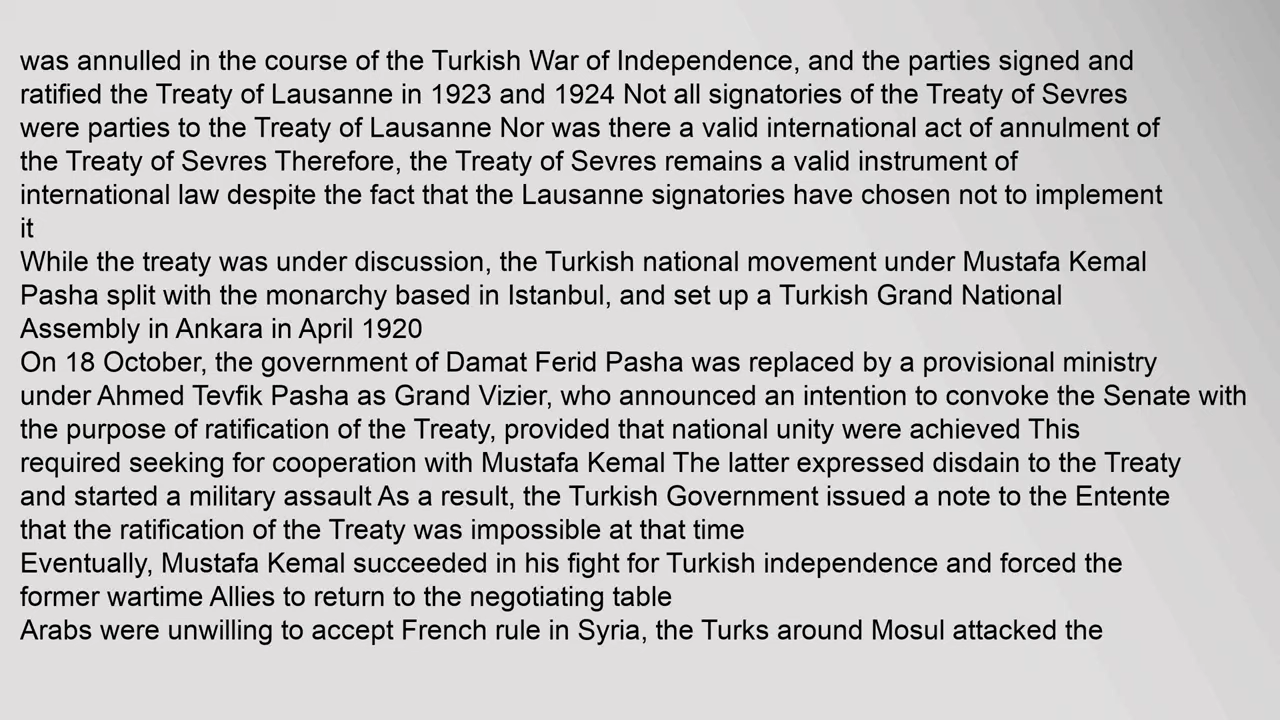 was annulled in the course of the Turkish War of Independence, and the parties signed and
ratified the Treaty of Lausanne in 1923 and 1924 Not all signatories of the Treaty of Sevres
were parties to the Treaty of Lausanne Nor was there a valid international act of annulment of
the Treaty of Sevres Therefore, the Treaty of Sevres remains a valid instrument of
international law despite the fact that the Lausanne signatories have chosen not to implement
it
While the treaty was under discussion, the Turkish national movement under Mustafa Kemal
Pasha split with the monarchy based in Istanbul, and set up a Turkish Grand National
Assembly in Ankara in April 1920
On 18 October, the government of Damat Ferid Pasha was replaced by a provisional ministry
under Ahmed Tevfik Pasha as Grand Vizier, who announced an intention to convoke the Senate with
the purpose of ratification of the Treaty, provided that national unity were achieved This
required seeking for cooperation with Mustafa Kemal The latter expressed disdain to the Treaty
and started a military assault As a result, the Turkish Government issued a note to the Entente
that the ratification of the Treaty was impossible at that time
Eventually, Mustafa Kemal succeeded in his fight for Turkish independence and forced the
former wartime Allies to return to the negotiating table
Arabs were unwilling to accept French rule in Syria, the Turks around Mosul attacked the